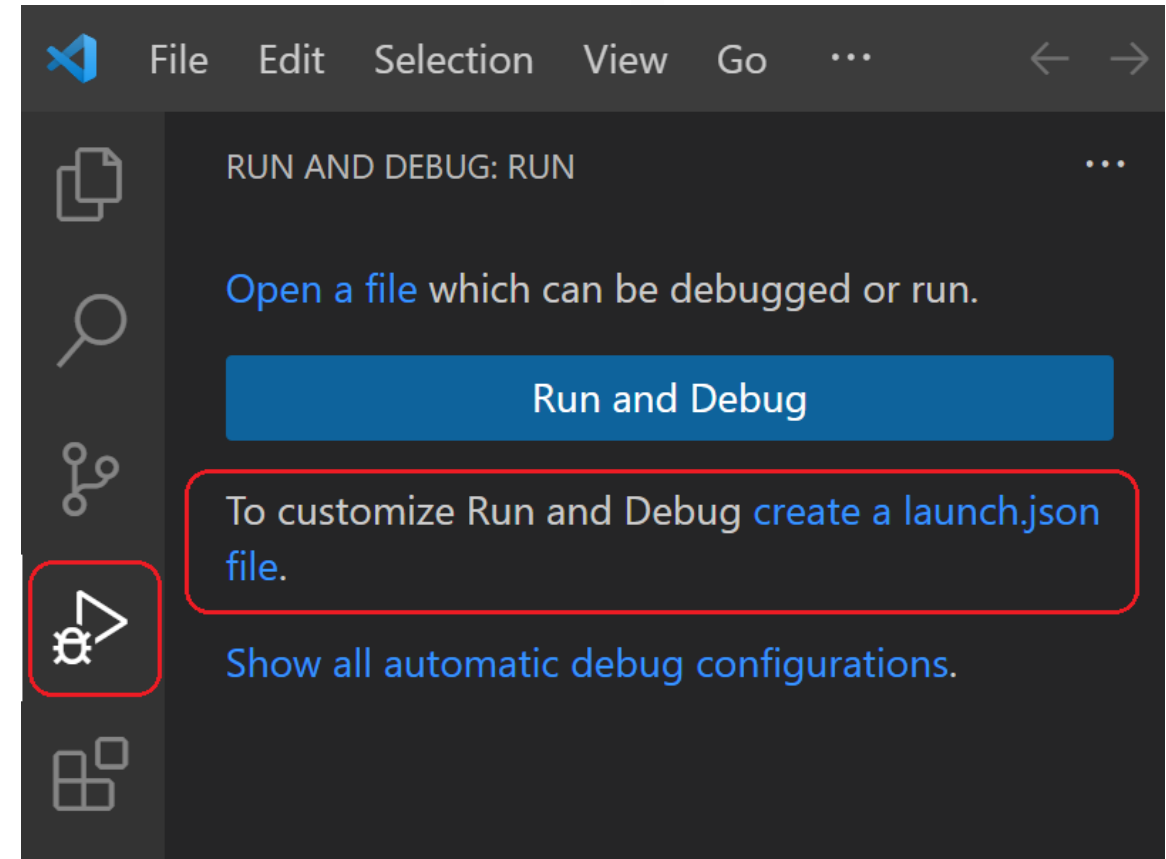 File Edit Selection View Go ···
RUN AND DEBUG: RUN ···
Open a file which can be debugged or run.
Run and Debug
To customize Run and Debug create a launch.json
file.
Show all automatic debug configurations.